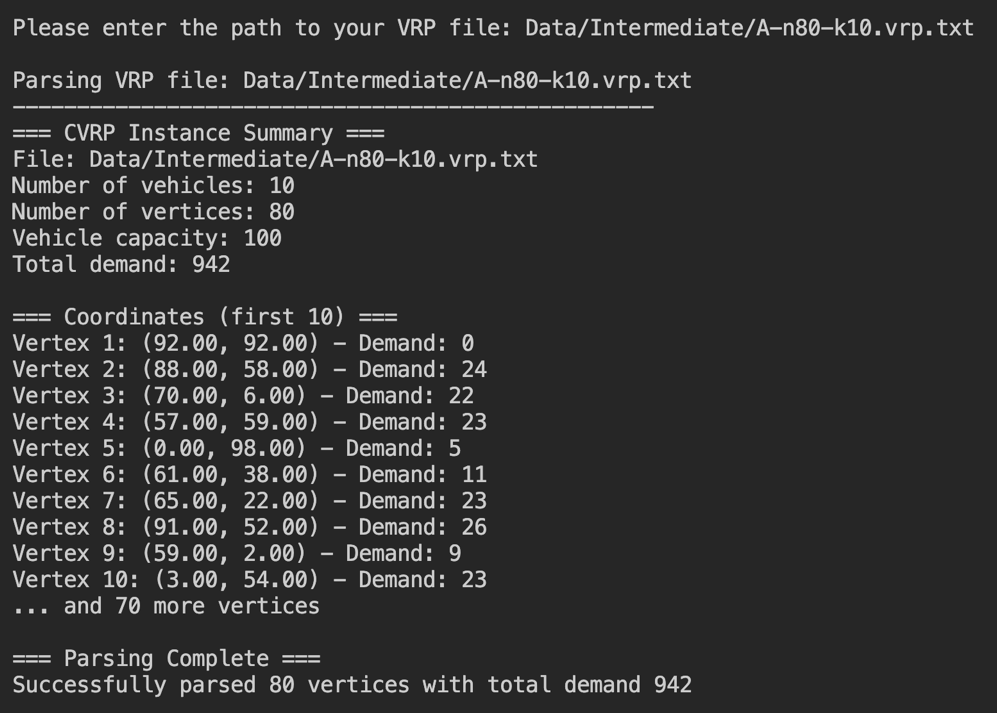 Please enter the path to your VRP file: Data/Intermediate/A-n80-k10.vrp.txt
Parsing VRP file: Data/Intermediate/A-n80-k10.vrp.txt
--------------------------------------------------
=== CVRP Instance Summary ===
File: Data/Intermediate/A-n80-k10.vrp.txt
Number of vehicles: 10
Number of vertices: 80
Vehicle capacity: 100
Total demand: 942
=== Coordinates (first 10) ===
Vertex 1: (92.00, 92.00) - Demand: 0
Vertex 2: (88.00, 58.00) - Demand: 24
Vertex 3: (70.00, 6.00) - Demand: 22
Vertex 4: (57.00, 59.00) - Demand: 23
Vertex 5: (0.00, 98.00) - Demand: 5
Vertex 6: (61.00, 38.00) - Demand: 11
Vertex 7: (65.00, 22.00) - Demand: 23
Vertex 8: (91.00, 52.00) - Demand: 26
Vertex 9: (59.00, 2.00) - Demand: 9
Vertex 10: (3.00, 54.00) - Demand: 23
... and 70 more vertices
=== Parsing Complete ===
Successfully parsed 80 vertices with total demand 942